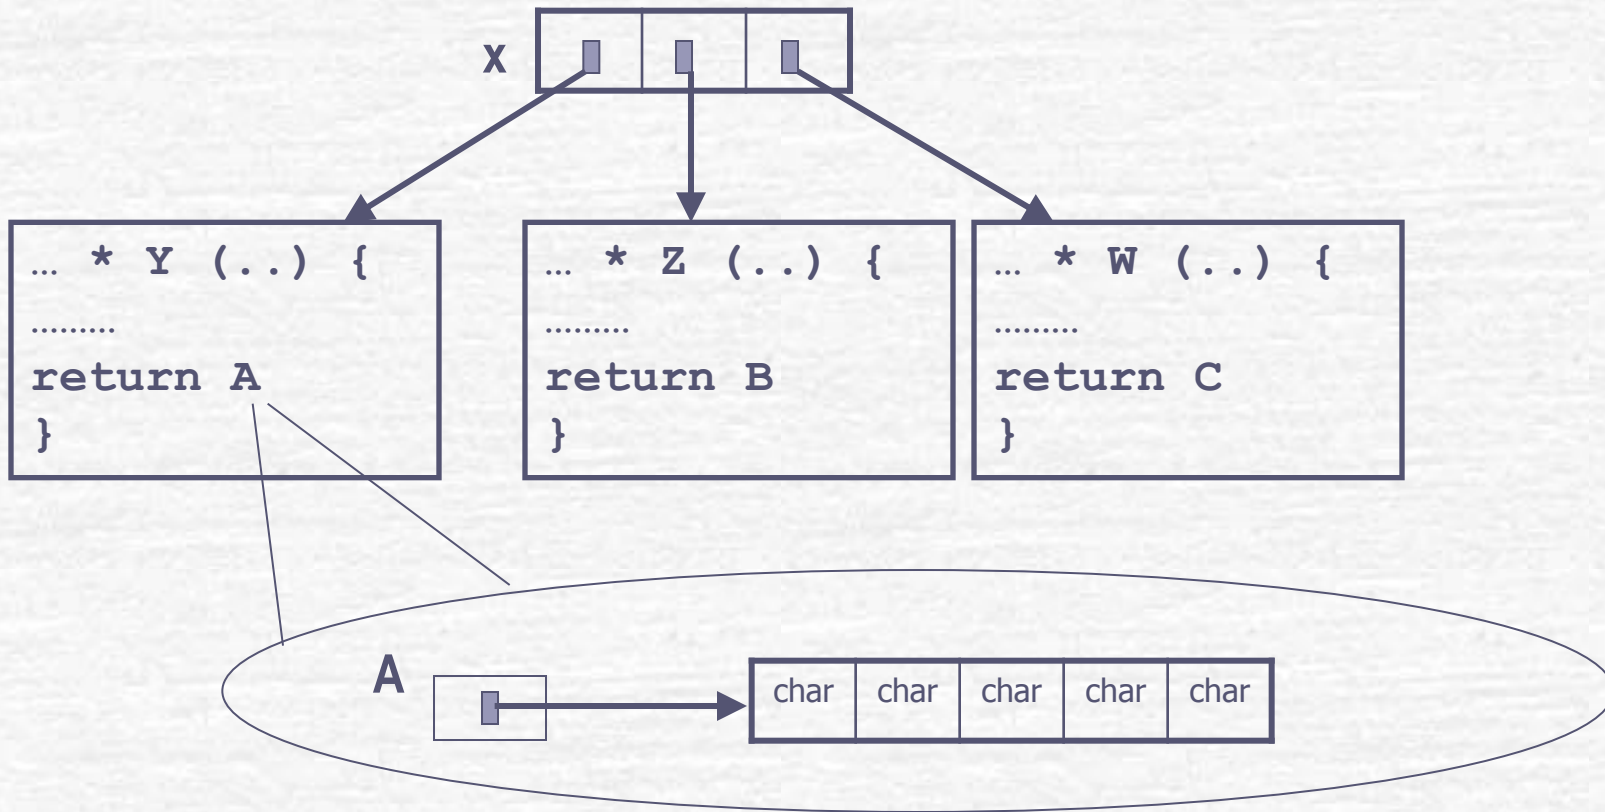 X
… * Y (..) {
………
return A
}
… * Z (..) {
………
return B
}
… * W (..) {
………
return C
}
A
char char char char char